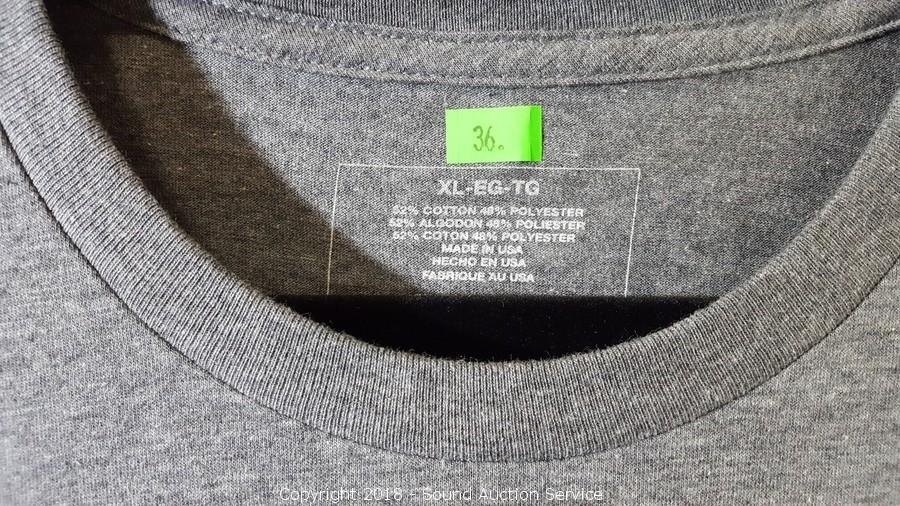 36.
XL-EG-TG
52% COTTON 48% POLYESTER
52% ALGODON 48% POLIESTER
52% COTON 48% POLYESTER
MADE IN USA
HECHO EN USA
FABRIQUE AU USA
Copyright 2018 - Sound Auction Service